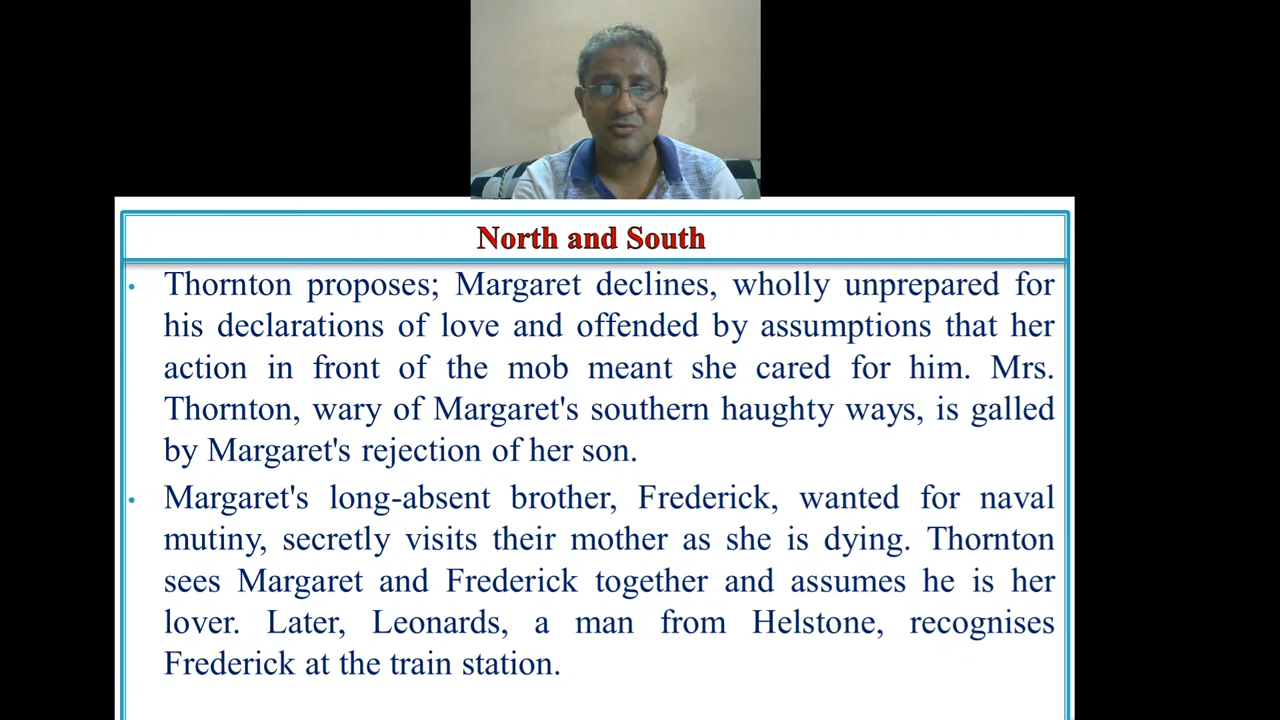 North and South
• Thornton proposes; Margaret declines, wholly unprepared for
his declarations of love and offended by assumptions that her
action in front of the mob meant she cared for him. Mrs.
Thornton, wary of Margaret's southern haughty ways, is galled
by Margaret's rejection of her son.
• Margaret's long-absent brother, Frederick, wanted for naval
mutiny, secretly visits their mother as she is dying. Thornton
sees Margaret and Frederick together and assumes he is her
lover. Later, Leonards, a man from Helstone, recognises
Frederick at the train station.